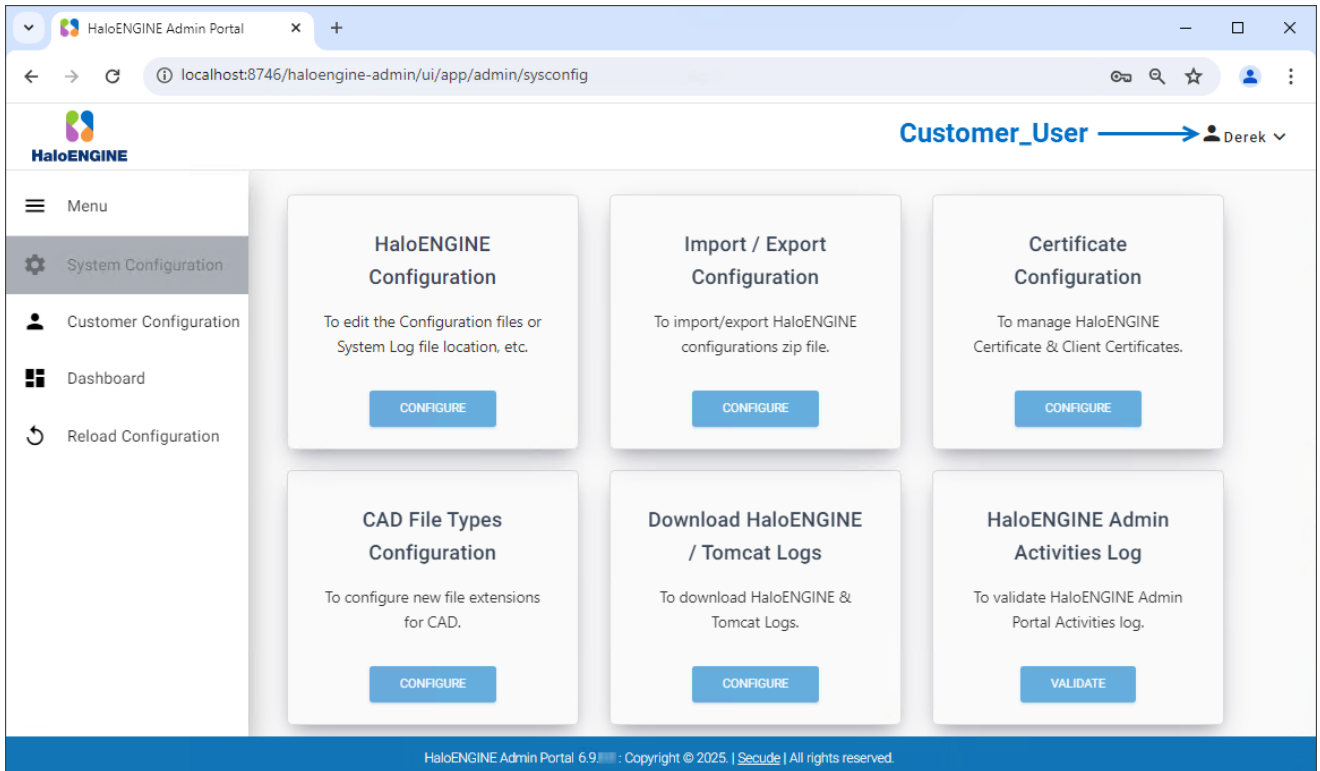 HaloENGINE Admin Portal
localhost:8746/haloengine-admin/ui/app/admin/sysconfig
HaloENGINE
Customer_User
Derek
Menu
System Configuration
Customer Configuration
Dashboard
Reload Configuration
HaloENGINE
Configuration
To edit the Configuration files or
System Log file location, etc.
CONFIGURE
Import / Export
Configuration
To import/export HaloENGINE
configurations zip file.
CONFIGURE
Certificate
Configuration
To manage HaloENGINE
Certificate & Client Certificates.
CONFIGURE
CAD File Types
Configuration
To configure new file extensions
for CAD.
CONFIGURE
Download HaloENGINE
/ Tomcat Logs
To download HaloENGINE &
Tomcat Logs.
CONFIGURE
HaloENGINE Admin
Activities Log
To validate HaloENGINE Admin
Portal Activities log.
VALIDATE
HaloENGINE Admin Portal 6.9. : Copyright © 2025. | Secude | All rights reserved.